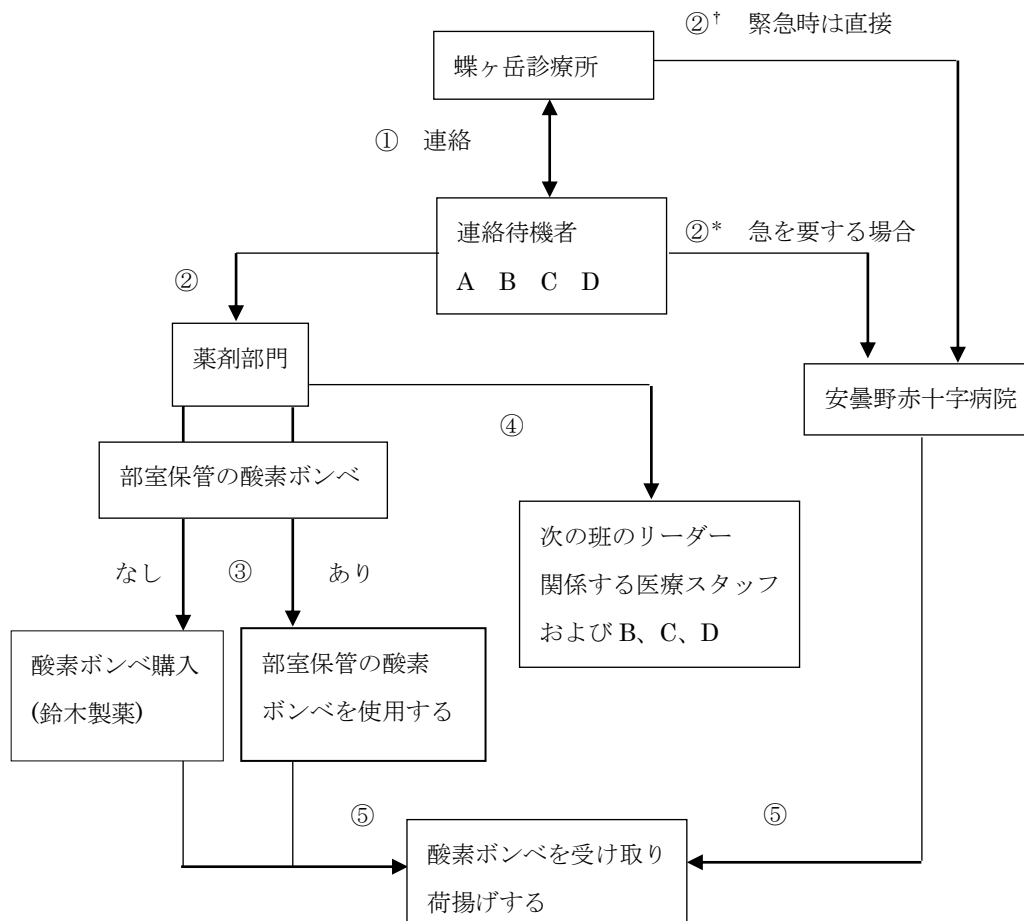 ②† 緊急時は直接
蝶ヶ岳診療所
① 連絡
連絡待機者
A B C D
②* 急を要する場合
②
薬剤部門
安曇野赤十字病院
④
部室保管の酸素ボンベ
次の班のリーダー
関係する医療スタッフ
および B、C、D
なし
③
あり
酸素ボンベ購入
(鈴木製薬)
部室保管の酸素
ボンベを使用する
⑤
⑤
酸素ボンベを受け取り
荷揚げする